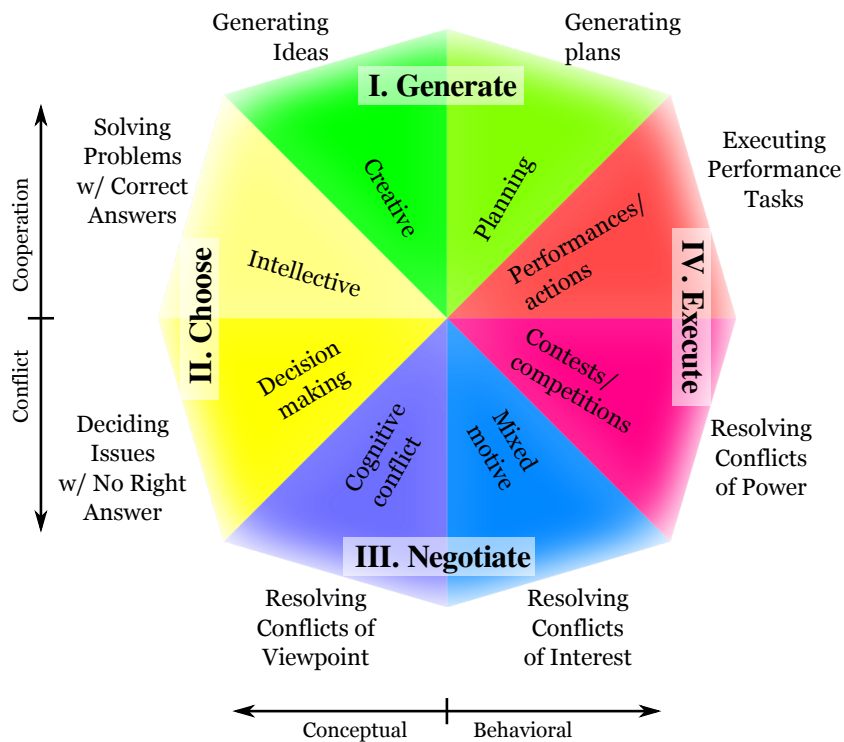 Generating
Ideas
Generating
plans
I. Generate
Solving
Problems
w/ Correct
Answers
Executing
Performance
Tasks
Creative
Planning
Intellective
Performances/
actions
Cooperation
Conflict
II. Choose
IV. Execute
Decision
making
Contests/
competitions
Cognitive
conflict
Mixed
motive
Deciding
Issues
w/ No Right
Answer
Resolving
Conflicts
of Power
III. Negotiate
Resolving
Conflicts of
Viewpoint
Resolving
Conflicts
of Interest
Conceptual
Behavioral